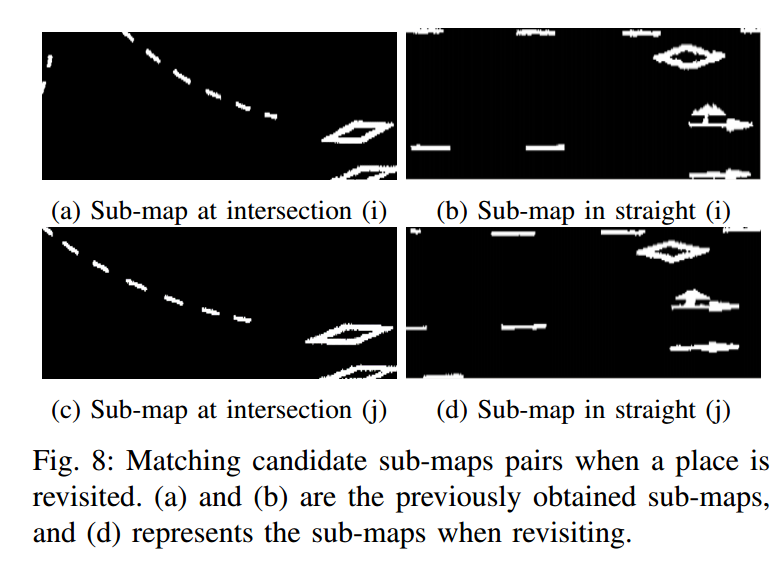 (a) Sub-map at intersection (i)
(b) Sub-map in straight (i)
(c) Sub-map at intersection (j)
(d) Sub-map in straight (j)
Fig. 8: Matching candidate sub-maps pairs when a place is
revisited. (a) and (b) are the previously obtained sub-maps,
and (d) represents the sub-maps when revisiting.